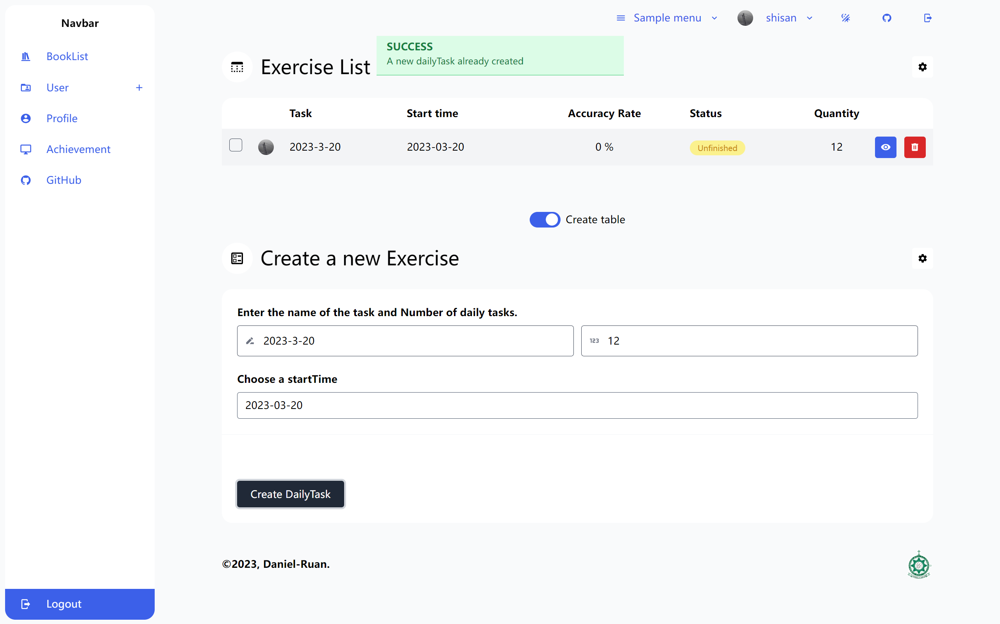 Navbar
BookList
User
Profile
Achievement
GitHub
Logout
Sample menu
shisan
SUCCESS
A new dailyTask already created
Exercise List
Task Start time Accuracy Rate Status Quantity
2023-3-20 2023-03-20 0 % Unfinished 12
Create table
Create a new Exercise
Enter the name of the task and Number of daily tasks.
2023-3-20 123 12
Choose a startTime
2023-03-20
Create DailyTask
©2023, Daniel-Ruan.